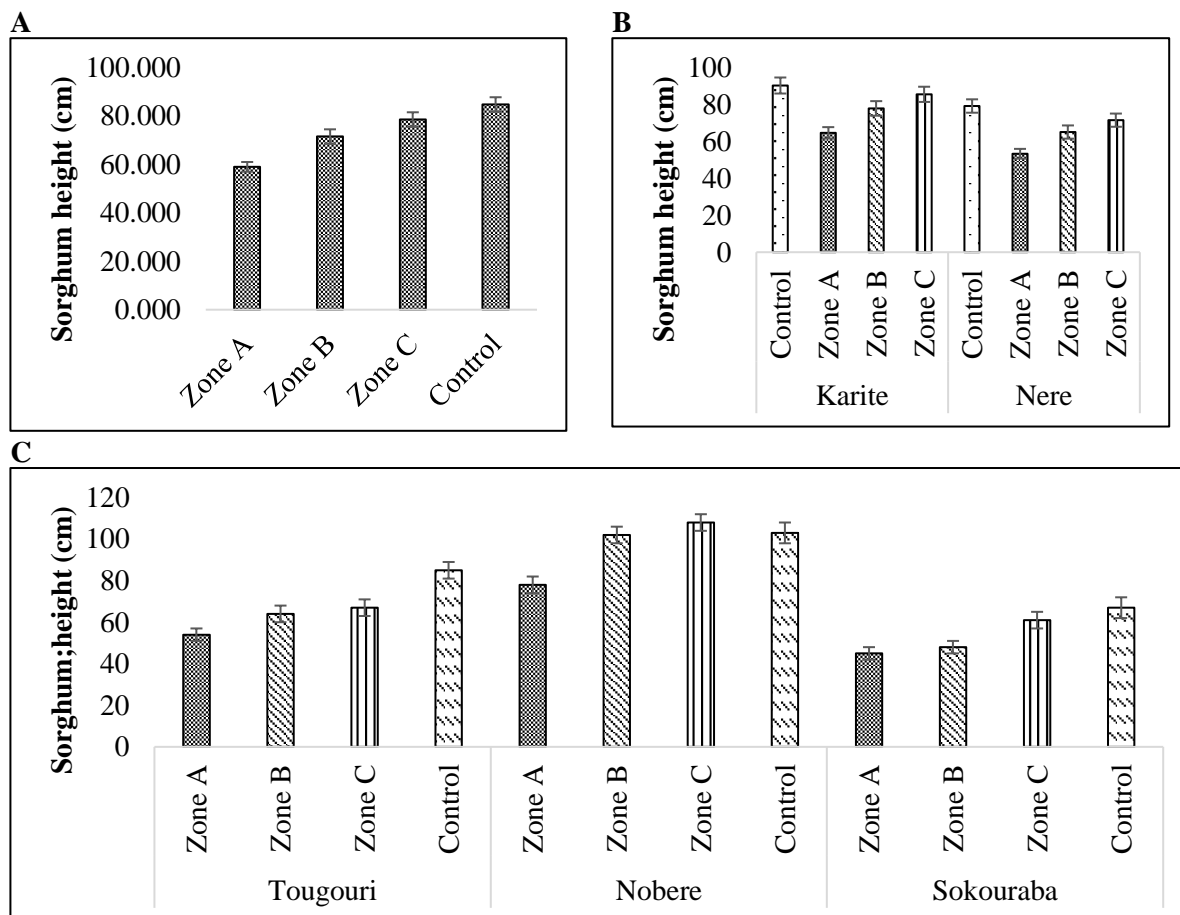 A
Sorghum height (cm)
100.000
80.000
60.000
40.000
20.000
0.000
Zone A
Zone B
Zone C
Control
B
Sorghum height (cm)
100
80
60
40
20
0
Control
Zone A
Zone B
Zone C
Control
Zone A
Zone B
Zone C
Karite
Nere
C
Sorghum;height (cm)
120
100
80
60
40
20
0
Zone A
Zone B
Zone C
Control
Zone A
Zone B
Zone C
Control
Zone A
Zone B
Zone C
Control
Tougouri
Nobere
Sokouraba